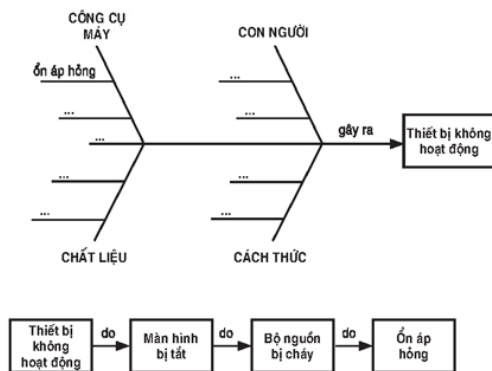 CÔNG CỤ
MÁY
CON NGƯỜI
ổn áp hỏng
...
...
...
...
...
...
...
...
gây ra
Thiết bị không
hoạt động
CHẤT LIỆU
CÁCH THỨC
Thiết bị
không
hoạt động
do
Màn hình
bị tắt
do
Bộ nguồn
bị cháy
do
Ổn áp
hỏng